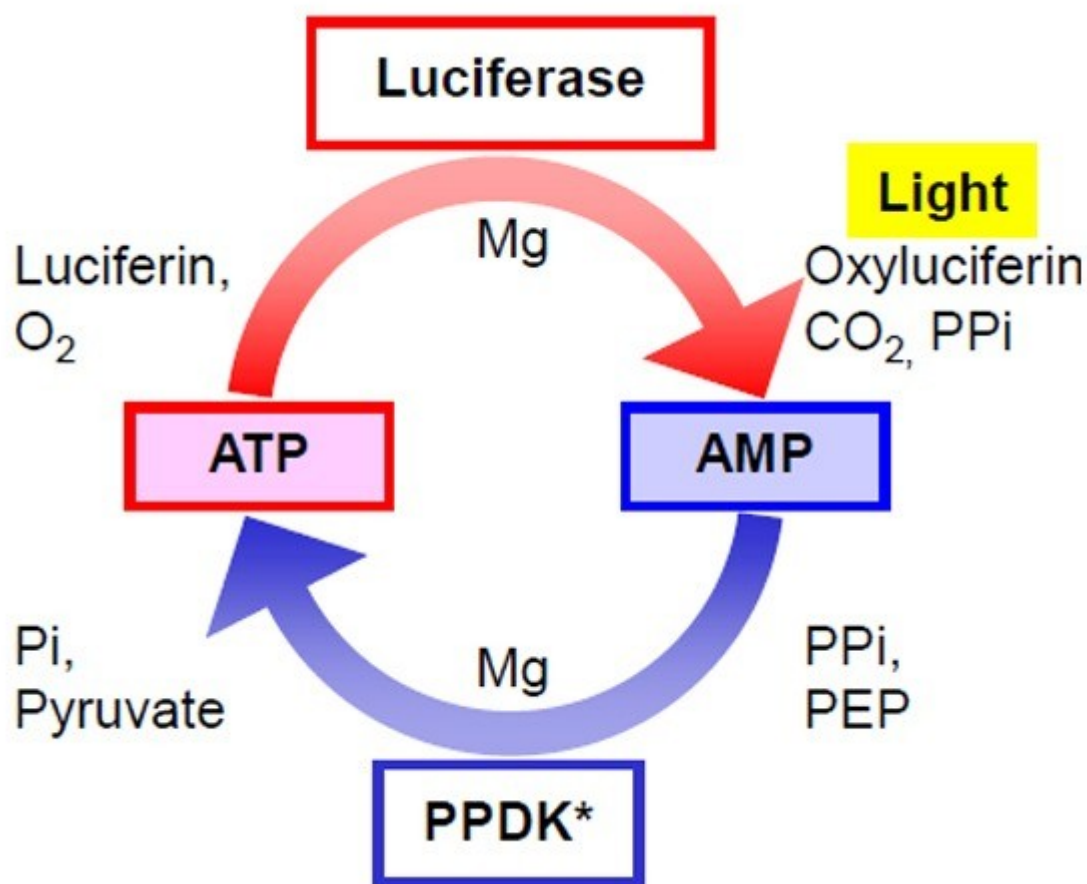 Luciferase
Light
Mg
Luciferin,
O₂
Oxyluciferin
CO₂, PPi
ATP
AMP
Pi,
Pyruvate
Mg
PPi,
PEP
PPDK*